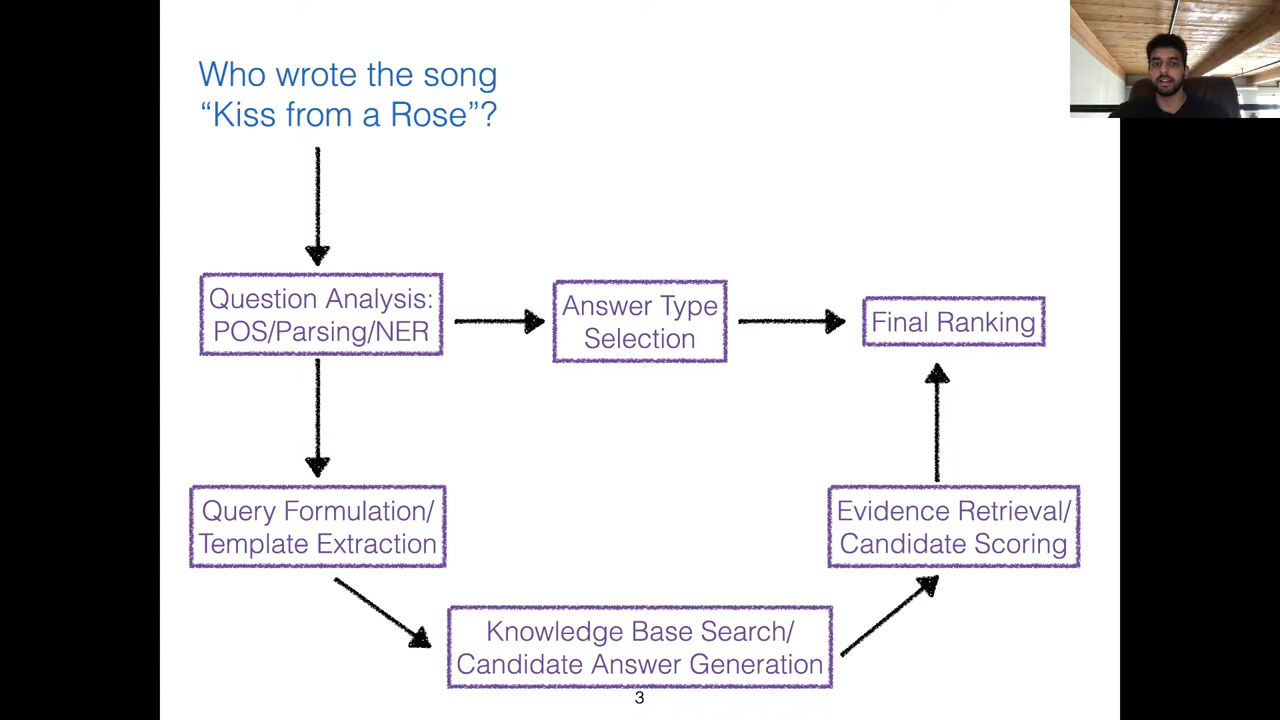 Who wrote the song
“Kiss from a Rose”?
Question Analysis:
POS/Parsing/NER
Answer Type
Selection
Final Ranking
Query Formulation/
Template Extraction
Evidence Retrieval/
Candidate Scoring
Knowledge Base Search/
Candidate Answer Generation
3